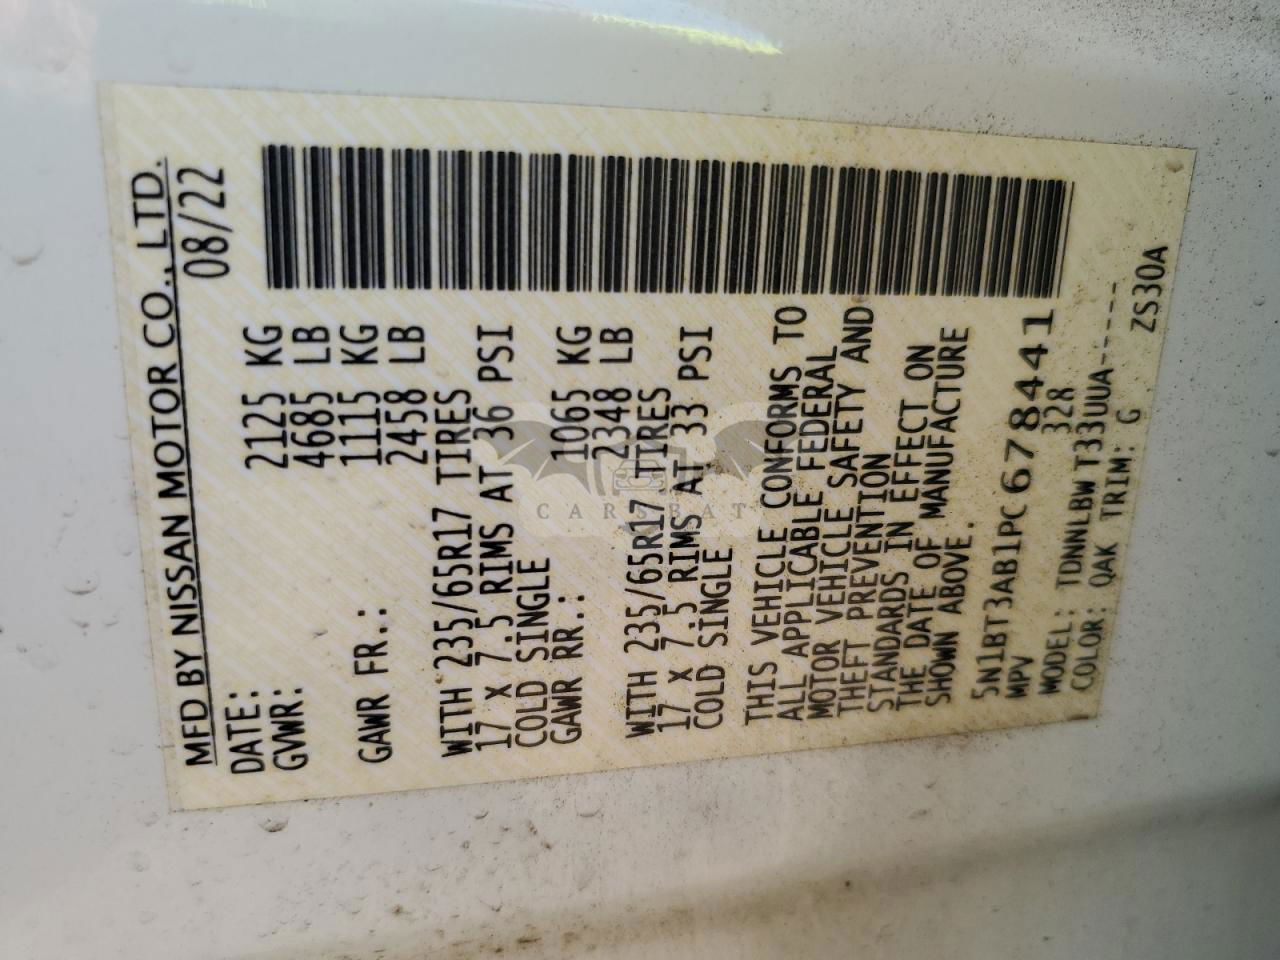 MFD BY NISSAN MOTOR CO., LTD.
DATE: 08/22
GVWR: 2125 KG
4685 LB
GAWR FR.: 1115 KG
2458 LB
WITH 235/65R17 TIRES
17 X 7.5 RIMS AT 36 PSI
COLD SINGLE
GAWR RR.: 1065 KG
2348 LB
WITH 235/65R17 TIRES
17 X 7.5 RIMS AT 33 PSI
COLD SINGLE
THIS VEHICLE CONFORMS TO
ALL APPLICABLE FEDERAL
MOTOR VEHICLE SAFETY AND
THEFT PREVENTION
STANDARDS IN EFFECT ON
THE DATE OF MANUFACTURE
SHOWN ABOVE.
5N1BT3AB1PC678441
MPV 328
MODEL: TDNNLBWT33UUA-----
COLOR: QAK TRIM: G ZS30A
CARSBAT